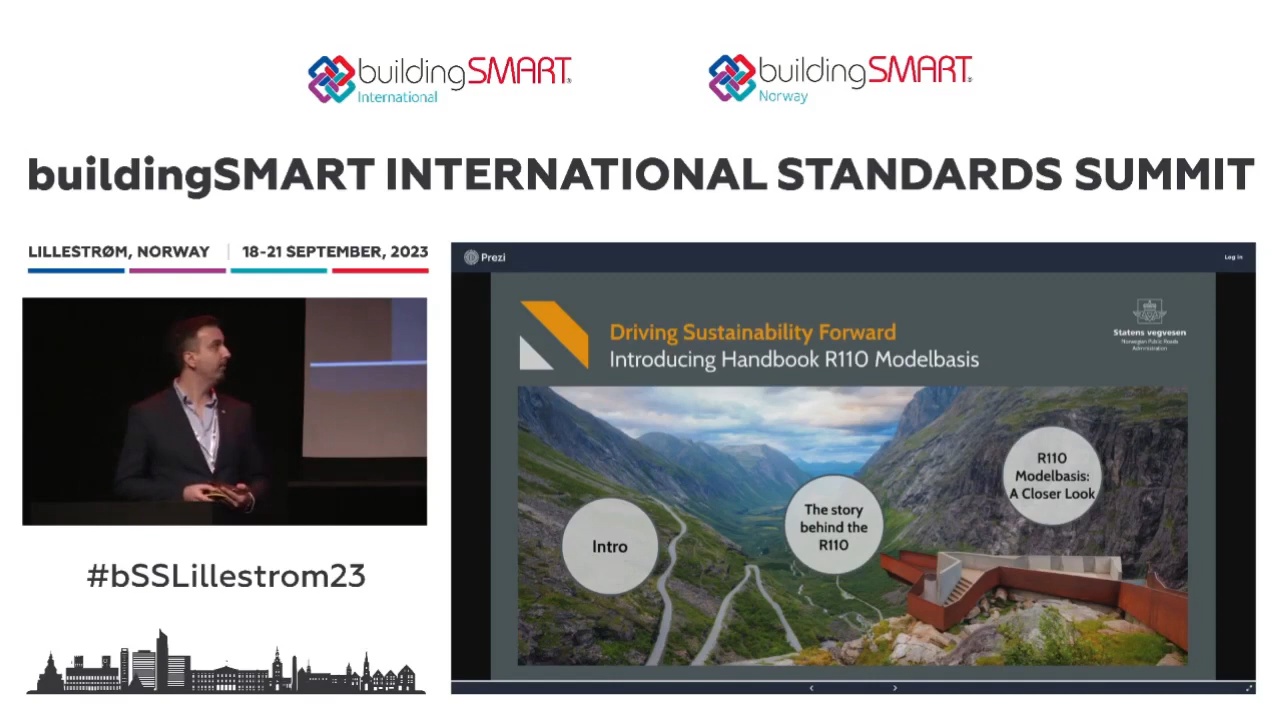 buildingSMART®
International
buildingSMART®
Norway
buildingSMART INTERNATIONAL STANDARDS SUMMIT
LILLESTRØM, NORWAY | 18-21 SEPTEMBER, 2023
Prezi
Log in
Driving Sustainability Forward
Introducing Handbook R110 Modelbasis
Statens vegvesen
Norwegian Public Roads
Administration
Intro
The story
behind the
R110
R110
Modelbasis:
A Closer Look
#bSSLillestrom23